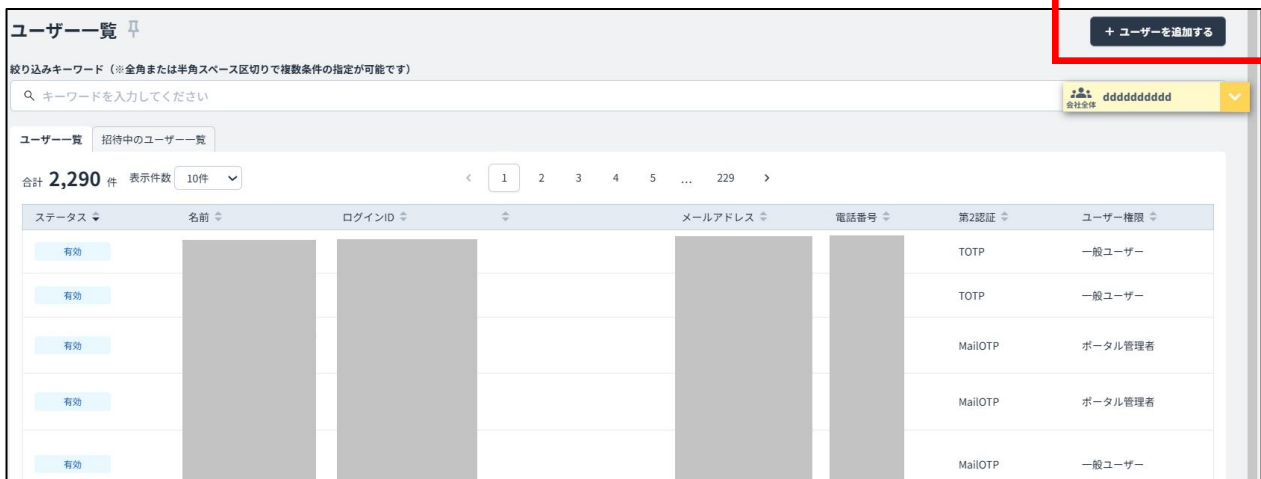 ユーザー一覧
+ ユーザーを追加する
絞り込みキーワード（※全角または半角スペース区切りで複数条件の指定が可能です）
キーワードを入力してください
会社全体 dddddddddd
ユーザー一覧 招待中のユーザー一覧
合計 2,290 件 表示件数 10件 < 1 2 3 4 5 ... 229 >
ステータス 名前 ログインID メールアドレス 電話番号 第2認証 ユーザー権限
有効 TOTP 一般ユーザー
有効 TOTP 一般ユーザー
有効 MailOTP ポータル管理者
有効 MailOTP ポータル管理者
有効 MailOTP 一般ユーザー